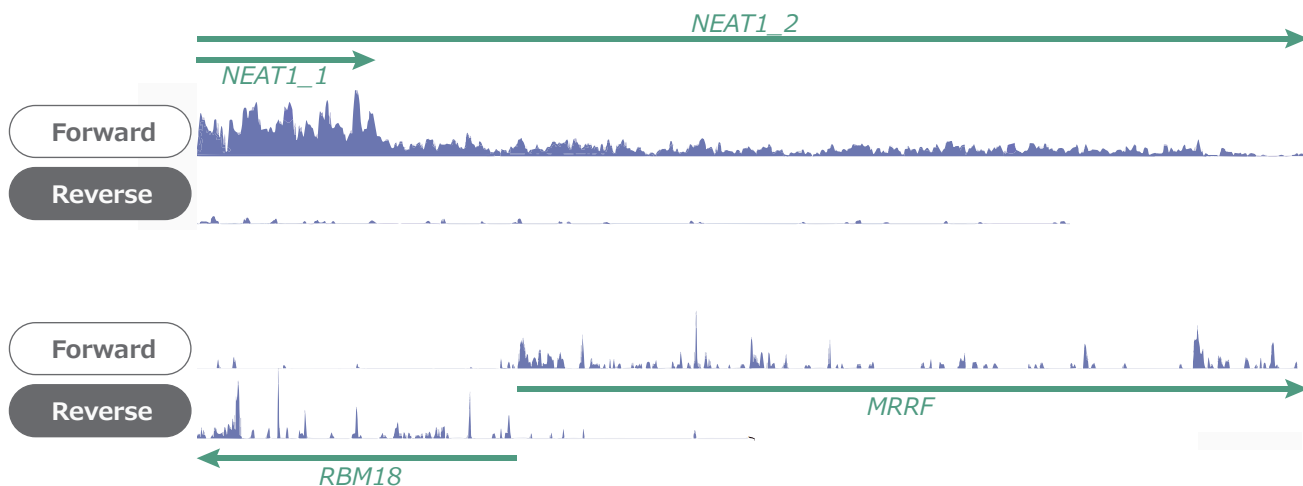 NEAT1_2
NEAT1_1
Forward
Reverse
Forward
Reverse
MRRF
RBM18